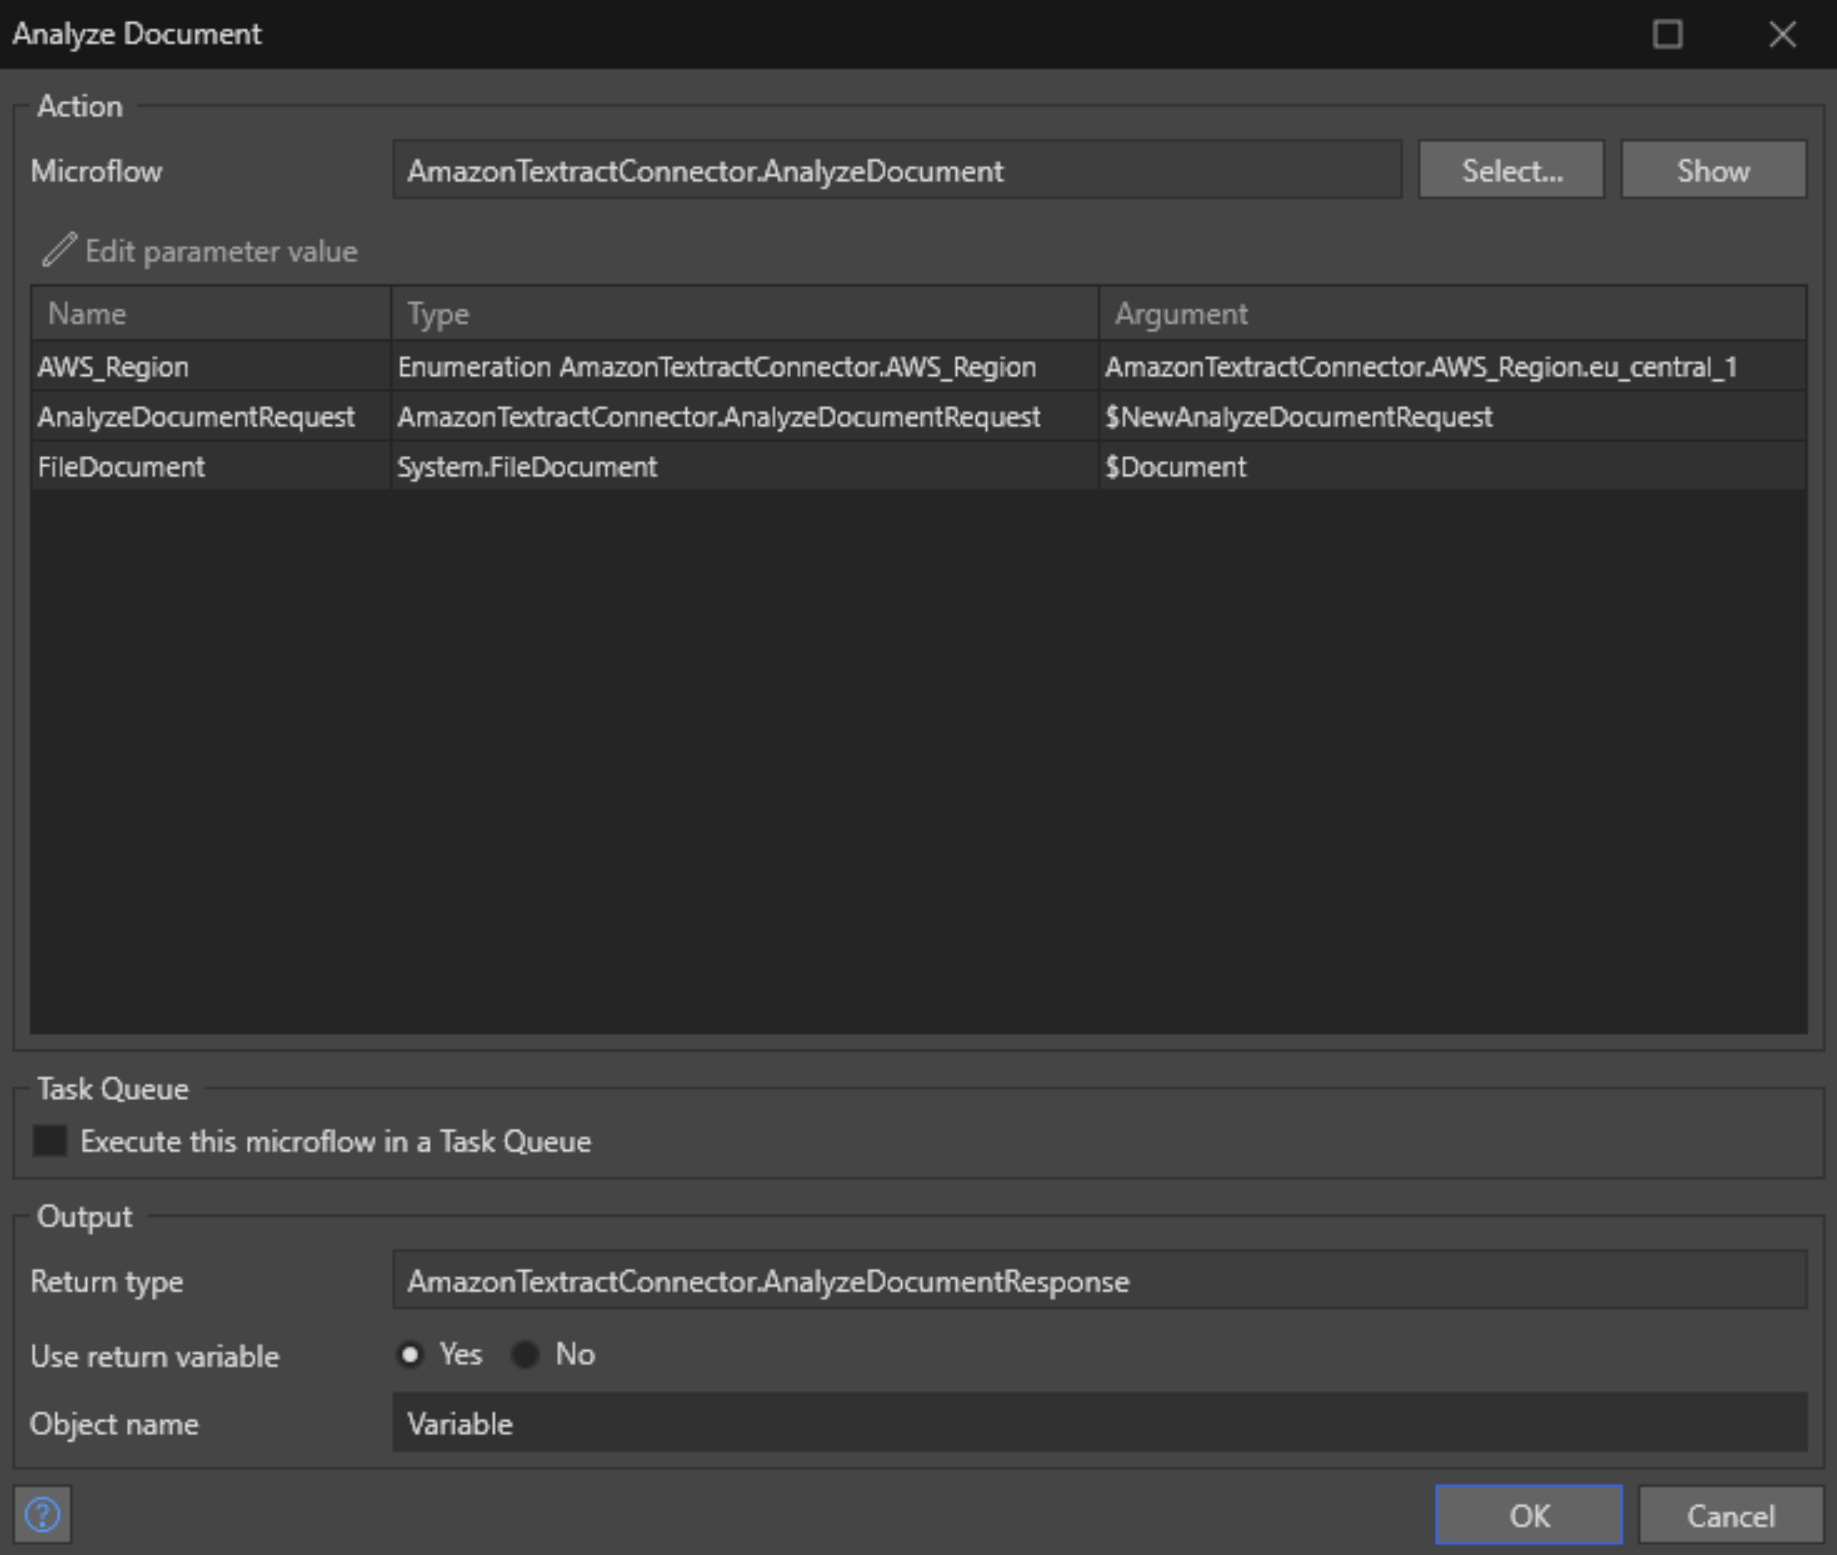 Analyze Document
Action
Microflow AmazonTextractConnector.AnalyzeDocument Select... Show
Edit parameter value
Name Type Argument
AWS_Region Enumeration AmazonTextractConnector.AWS_Region AmazonTextractConnector.AWS_Region.eu_central_1
AnalyzeDocumentRequest AmazonTextractConnector.AnalyzeDocumentRequest $NewAnalyzeDocumentRequest
FileDocument System.FileDocument $Document
Task Queue
Execute this microflow in a Task Queue
Output
Return type AmazonTextractConnector.AnalyzeDocumentResponse
Use return variable Yes No
Object name Variable
? OK Cancel